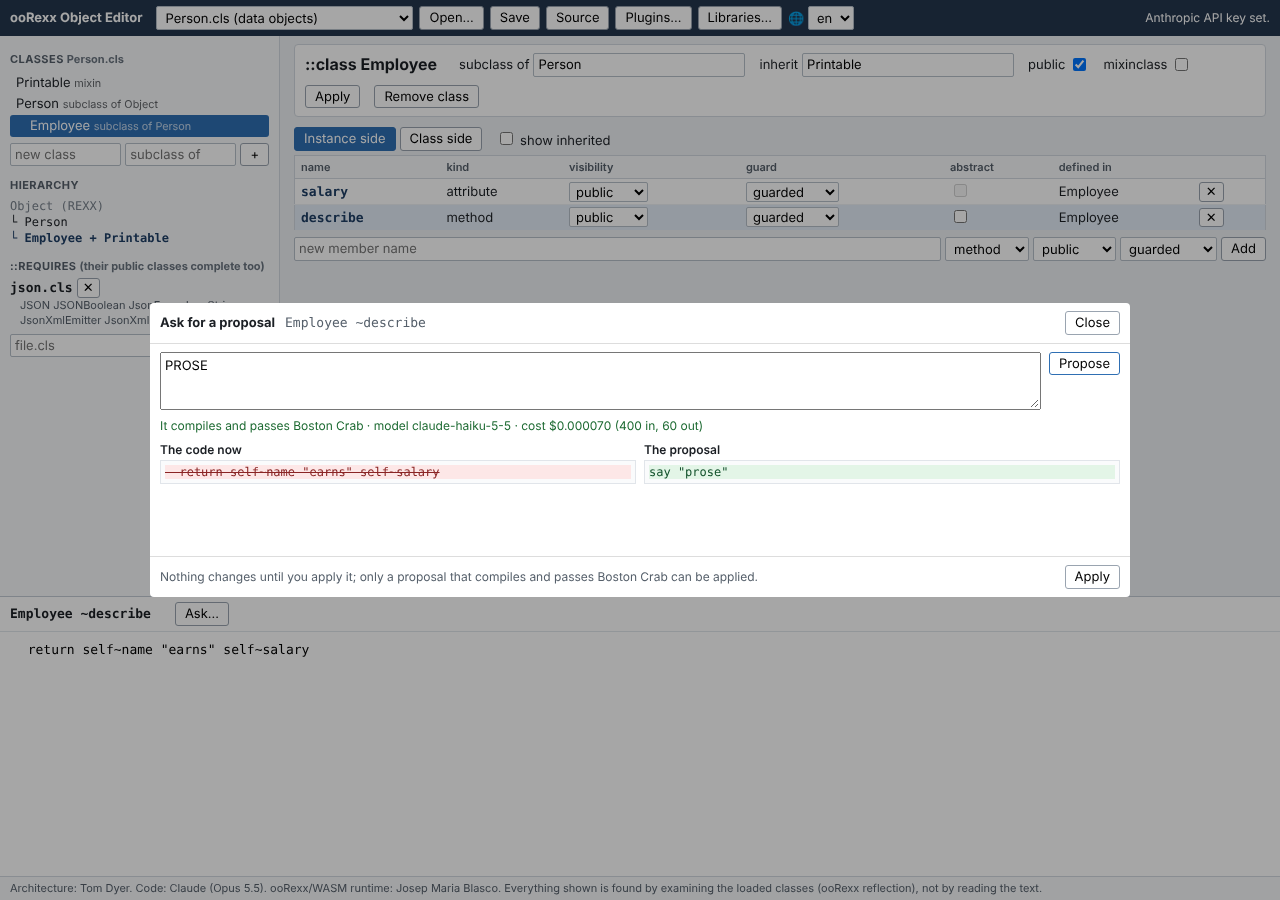 ooRexx Object Editor Person.cls (data objects) Open... Save Source Plugins... Libraries... 🌐 en Anthropic API key set.
CLASSES Person.cls
Printable mixin
Person subclass of Object
Employee subclass of Person
new class subclass of +
HIERARCHY
Object (REXX)
└ Person
└ Employee + Printable
::REQUIRES (their public classes complete too)
json.cls ✕
JSON JSONBoolean
JsonXmlEmitter
file.cls
::class Employee subclass of Person inherit Printable public mixinclass
Apply Remove class
Instance side Class side show inherited
name kind visibility guard abstract defined in
salary attribute public guarded Employee ✕
describe method public guarded Employee ✕
new member name method public guarded Add
Ask for a proposal Employee ~describe Close
PROSE Propose
It compiles and passes Boston Crab · model claude-haiku-5-5 · cost $0.000070 (400 in, 60 out)
The code now The proposal
return self~name "earns" self~salary say "prose"
Nothing changes until you apply it; only a proposal that compiles and passes Boston Crab can be applied. Apply
Employee ~describe Ask...
return self~name "earns" self~salary
Architecture: Tom Dyer. Code: Claude (Opus 5.5). ooRexx/WASM runtime: Josep Maria Blasco. Everything shown is found by examining the loaded classes (ooRexx reflection), not by reading the text.